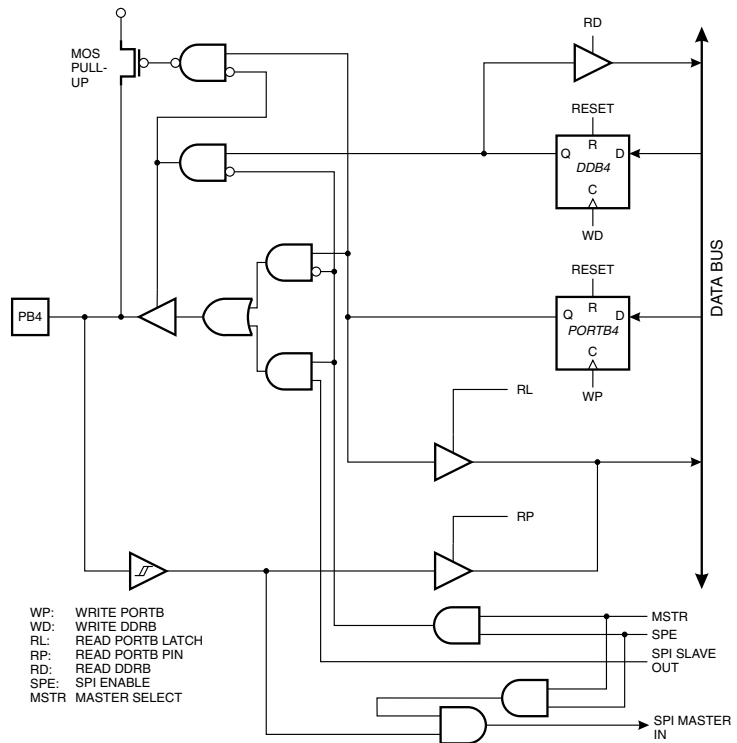 RD
MOS
PULL-
UP
RESET
R
Q
D
DDB4
C
WD
DATA BUS
RESET
R
Q
D
PORTB4
C
WP
PB4
RL
RP
WP: WRITE PORTB
WD: WRITE DDRB
RL: READ PORTB LATCH
RP: READ PORTB PIN
RD: READ DDRB
SPE: SPI ENABLE
MSTR MASTER SELECT
MSTR
SPE
SPI SLAVE
OUT
SPI MASTER
IN